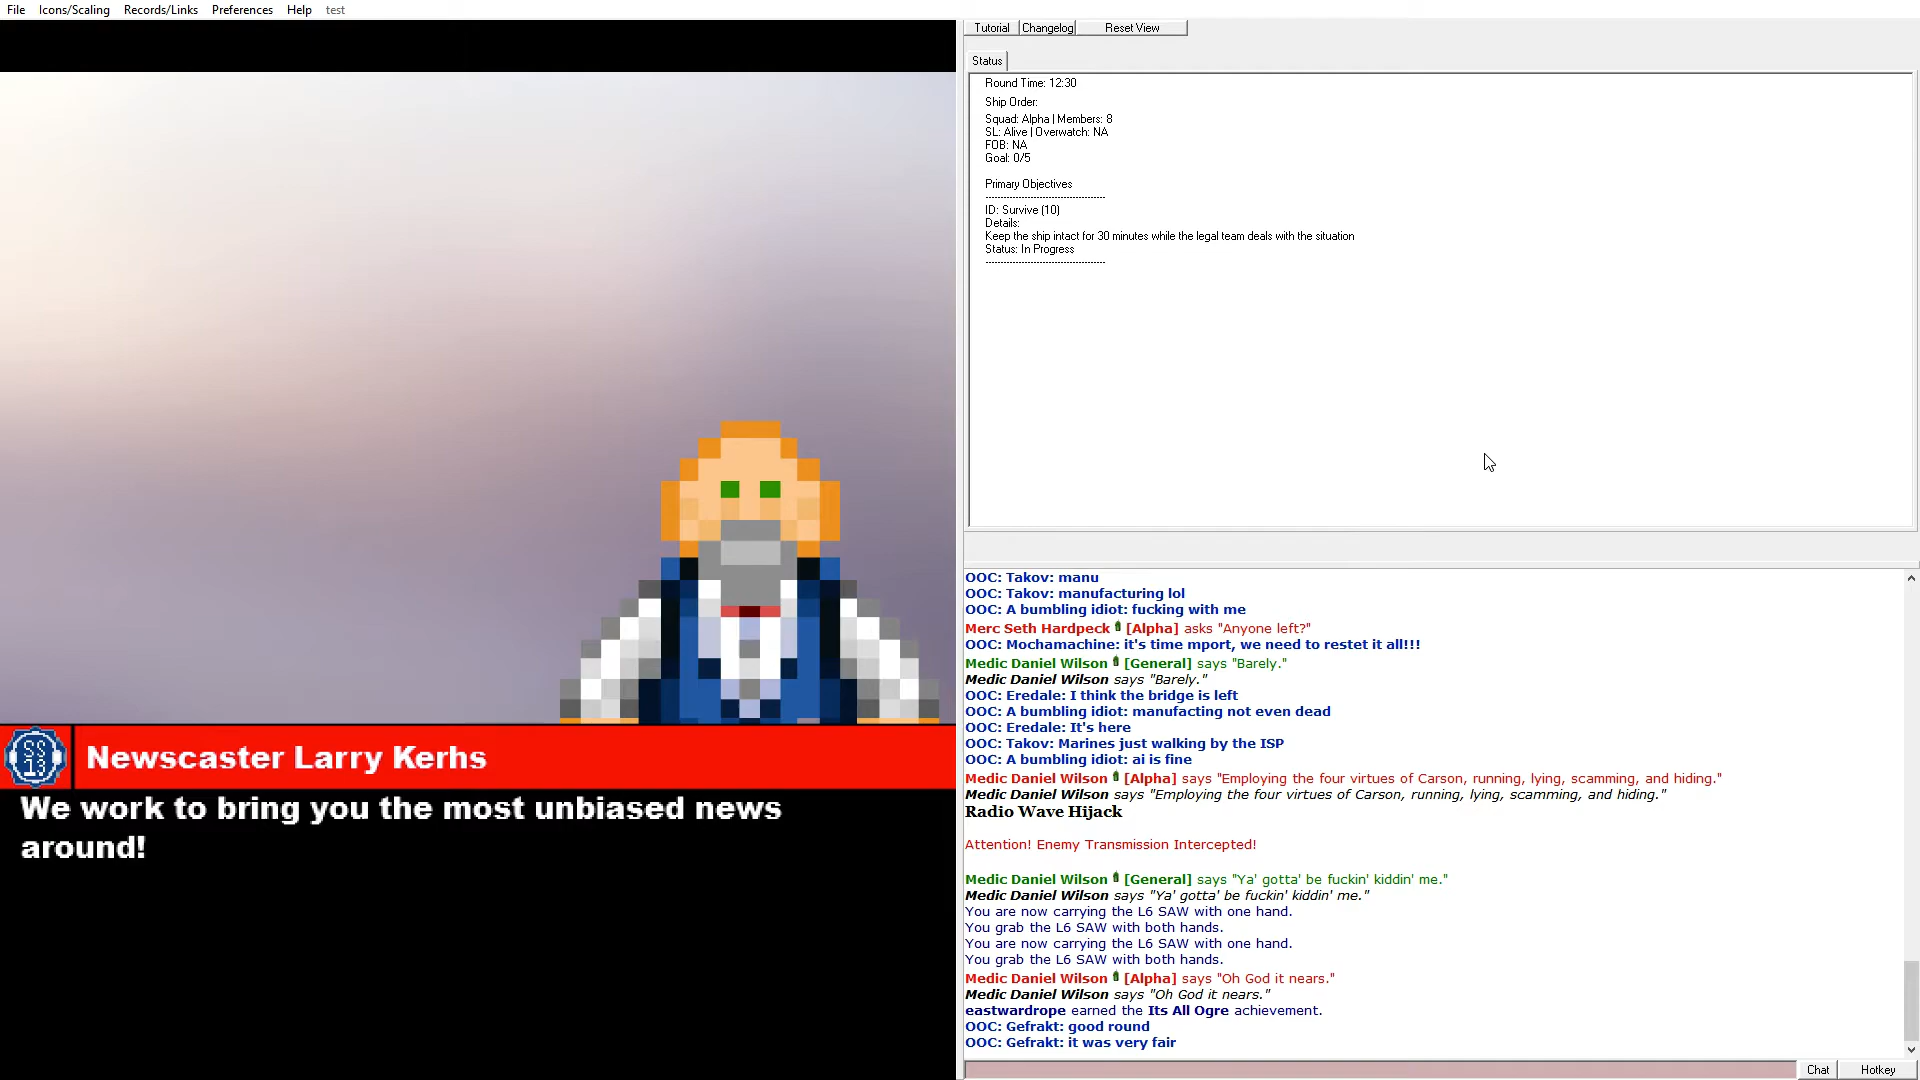 File Icons/Scaling Records/Links Preferences Help test
Tutorial Changelog Reset View
Status
Round Time: 12:30
Ship Order:
Squad: Alpha | Members: 8
SL: Alive | Overwatch: NA
FOB: NA
Goal: 0/5
Primary Objectives
----------------------------------------
ID: Survive (10)
Details:
Keep the ship intact for 30 minutes while the legal team deals with the situation
Status: In Progress
----------------------------------------
SS
13
Newscaster Larry Kerhs
We work to bring you the most unbiased news
around!
OOC: Takov: manu
OOC: Takov: manufacturing lol
OOC: A bumbling idiot: fucking with me
Merc Seth Hardpeck [Alpha] asks "Anyone left?"
OOC: Mochamachine: it's time mport, we need to restet it all!!!
Medic Daniel Wilson [General] says "Barely."
Medic Daniel Wilson says "Barely."
OOC: Eredale: I think the bridge is left
OOC: A bumbling idiot: manufacting not even dead
OOC: Eredale: It's here
OOC: Takov: Marines just walking by the ISP
OOC: A bumbling idiot: ai is fine
Medic Daniel Wilson [Alpha] says "Employing the four virtues of Carson, running, lying, scamming, and hiding."
Medic Daniel Wilson says "Employing the four virtues of Carson, running, lying, scamming, and hiding."
Radio Wave Hijack
Attention! Enemy Transmission Intercepted!
Medic Daniel Wilson [General] says "Ya' gotta' be fuckin' kiddin' me."
Medic Daniel Wilson says "Ya' gotta' be fuckin' kiddin' me."
You are now carrying the L6 SAW with one hand.
You grab the L6 SAW with both hands.
You are now carrying the L6 SAW with one hand.
You grab the L6 SAW with both hands.
Medic Daniel Wilson [Alpha] says "Oh God it nears."
Medic Daniel Wilson says "Oh God it nears."
eastwardrope earned the Its All Ogre achievement.
OOC: Gefrakt: good round
OOC: Gefrakt: it was very fair
Chat Hotkey